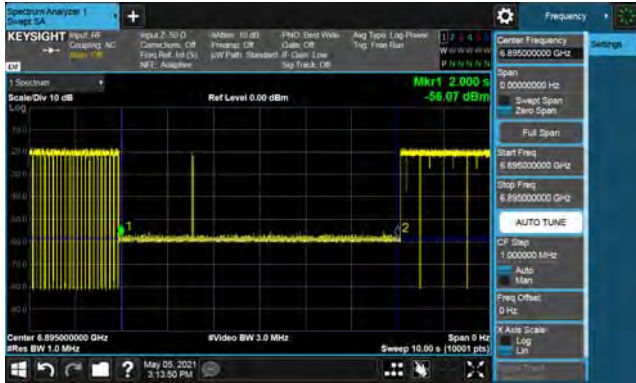 Spectrum Analyzer 1
Swept SA
Frequency
KEYSIGHT
Input: RF
Coupling: AC
Input Z: 50 Ω
Corrections: Off
Freq Ref: Int (S)
NFE: Adaptive
#Atten: 10 dB
Preamp: Off
µW Path: Standard
PNO: Best Wide
Gate: Off
IF Gain: Low
Sig Track: Off
Avg Type: Log-Power
Trig: Free Run
1 Spectrum
Scale/Div 10 dB
Ref Level 0.00 dBm
Mkr1 2.000 s
-56.07 dBm
Log
1
2
Center 6.895000000 GHz
#Res BW 1.0 MHz
#Video BW 3.0 MHz
Span 0 Hz
Sweep 10.00 s (10001 pts)
May 05, 2021
3:13:50 PM
Center Frequency
6.895000000 GHz
Settings
Span
0.00000000 Hz
Swept Span
Zero Span
Full Span
Start Freq
6.895000000 GHz
Stop Freq
6.895000000 GHz
AUTO TUNE
CF Step
1.000000 MHz
Auto
Man
Freq Offset
0 Hz
X Axis Scale
Log
Lin